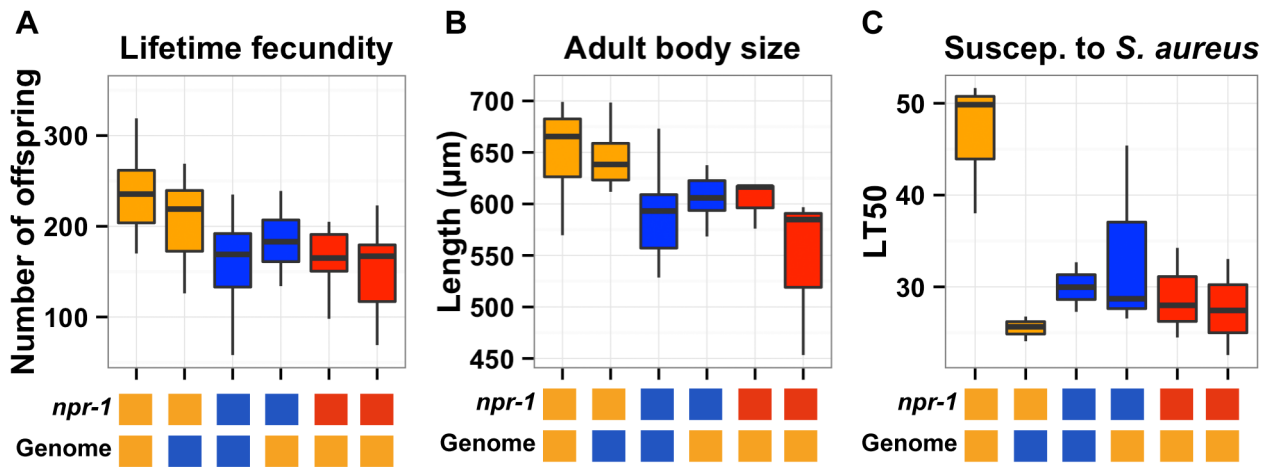 A
Lifetime fecundity
Number of offspring
300
200
100
npr-1
Genome
B
Adult body size
Length (µm)
700
650
600
550
500
450
npr-1
Genome
C
Suscep. to S. aureus
LT50
50
40
30
npr-1
Genome